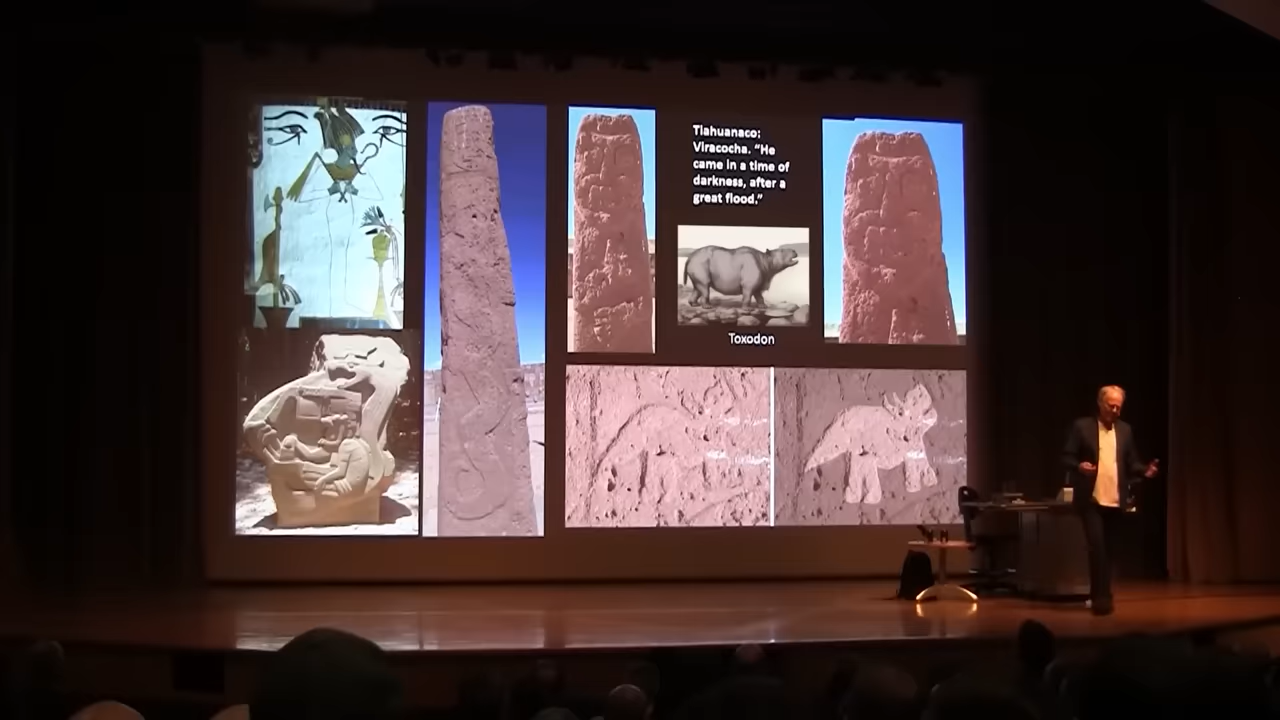 Tiahuanaco:
Viracocha. "He
came in a time of
darkness, after a
great flood."
Toxodon